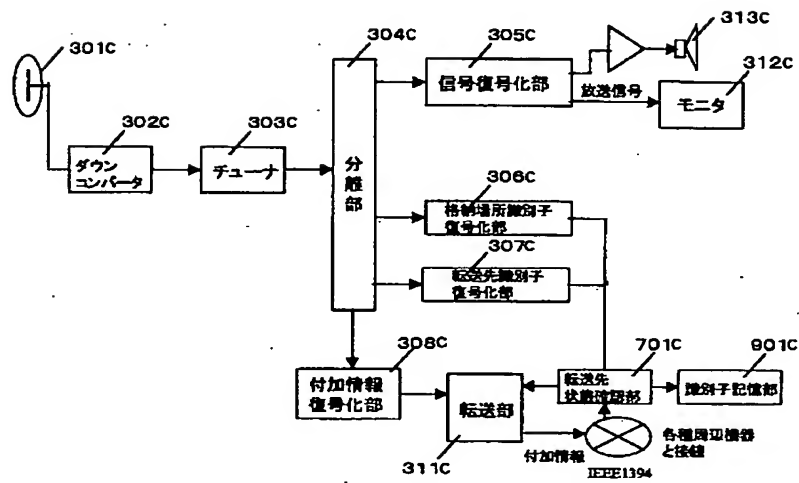 301C
304C
305C
313C
312C
信号復号化部
放送信号
モニタ
302C
303C
ダウン
コンバータ
チューナ
分離部
306C
格納場所識別子
復号化部
307C
転送先識別子
復号化部
308C
701C
901C
付加情報
復号化部
転送部
転送先
状態確認部
識別子記憶部
311C
付加情報
各種周辺機器
と接続
IEEE1394